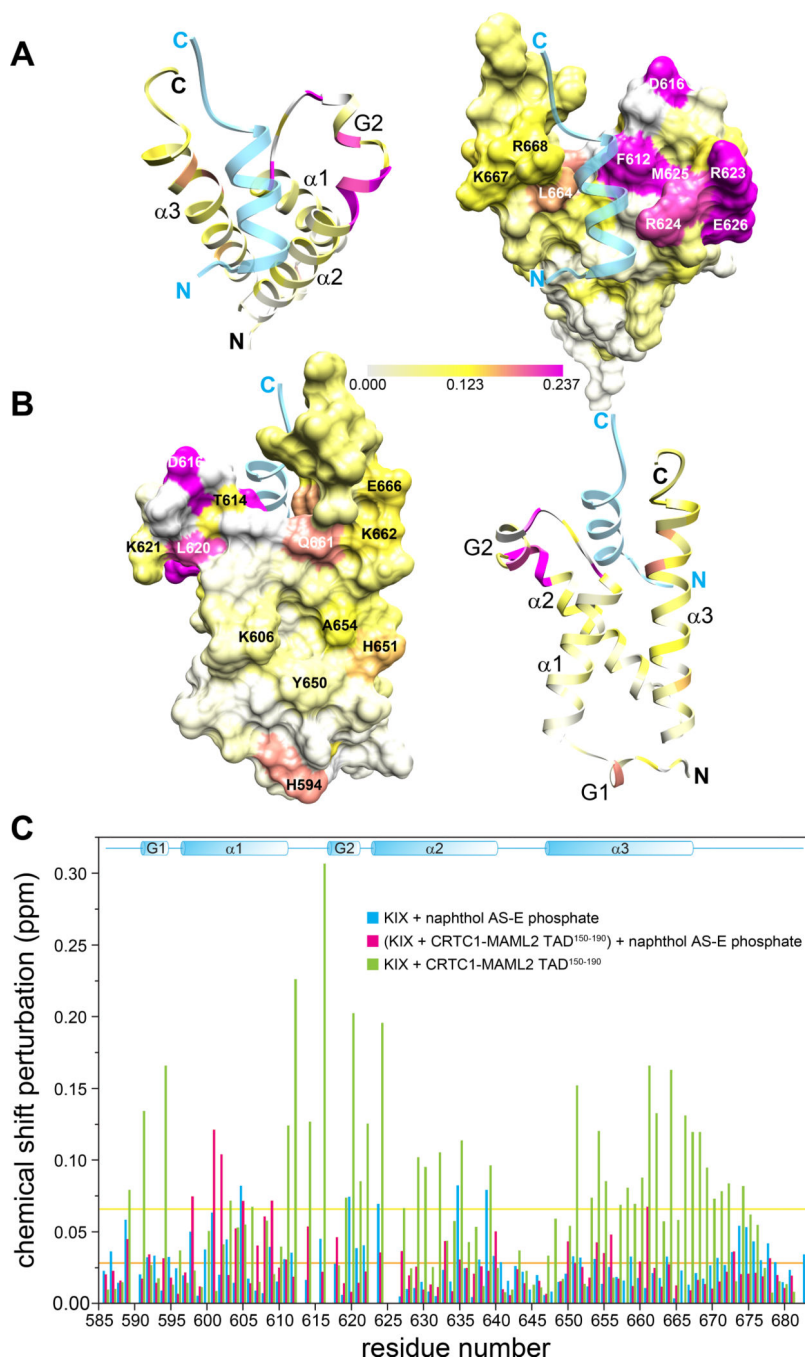 A
C
C
G2
α1
α3
α2
N
N
C
D616
R668
F612
M625
R623
K667
L664
R624
E626
N
0.000 0.123 0.237
B
C
D616
T614
E666
K621
L620
Q661
K662
K606
A654
H651
Y650
H594
C
C
G2
α2
N
α3
α1
N
G1
C
G1 α1 G2 α2 α3
KIX + naphthol AS-E phosphate
(KIX + CRTC1-MAML2 TAD150-190) + naphthol AS-E phosphate
KIX + CRTC1-MAML2 TAD150-190
chemical shift perturbation (ppm)
0.30
0.25
0.20
0.15
0.10
0.05
0.00
585 590 595 600 605 610 615 620 625 630 635 640 645 650 655 660 665 670 675 680
residue number